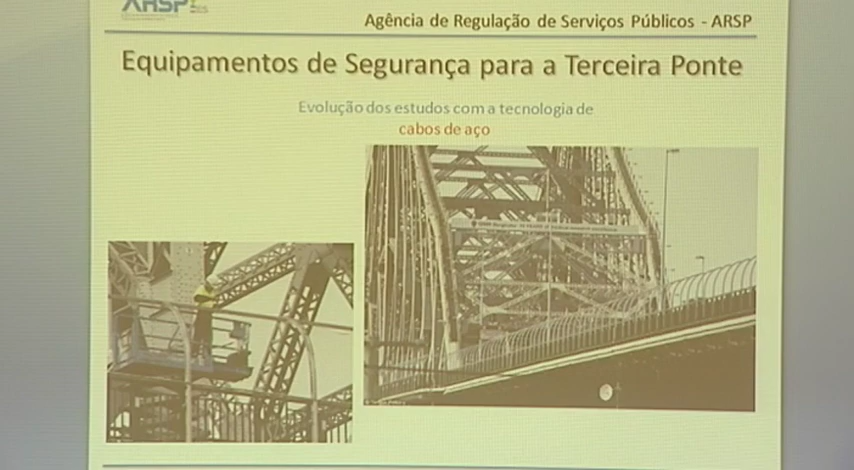 ARSP
Agência de Regulação de Serviços Públicos - ARSP
Equipamentos de Segurança para a Terceira Ponte
Evolução dos estudos com a tecnologia de
cabos de aço